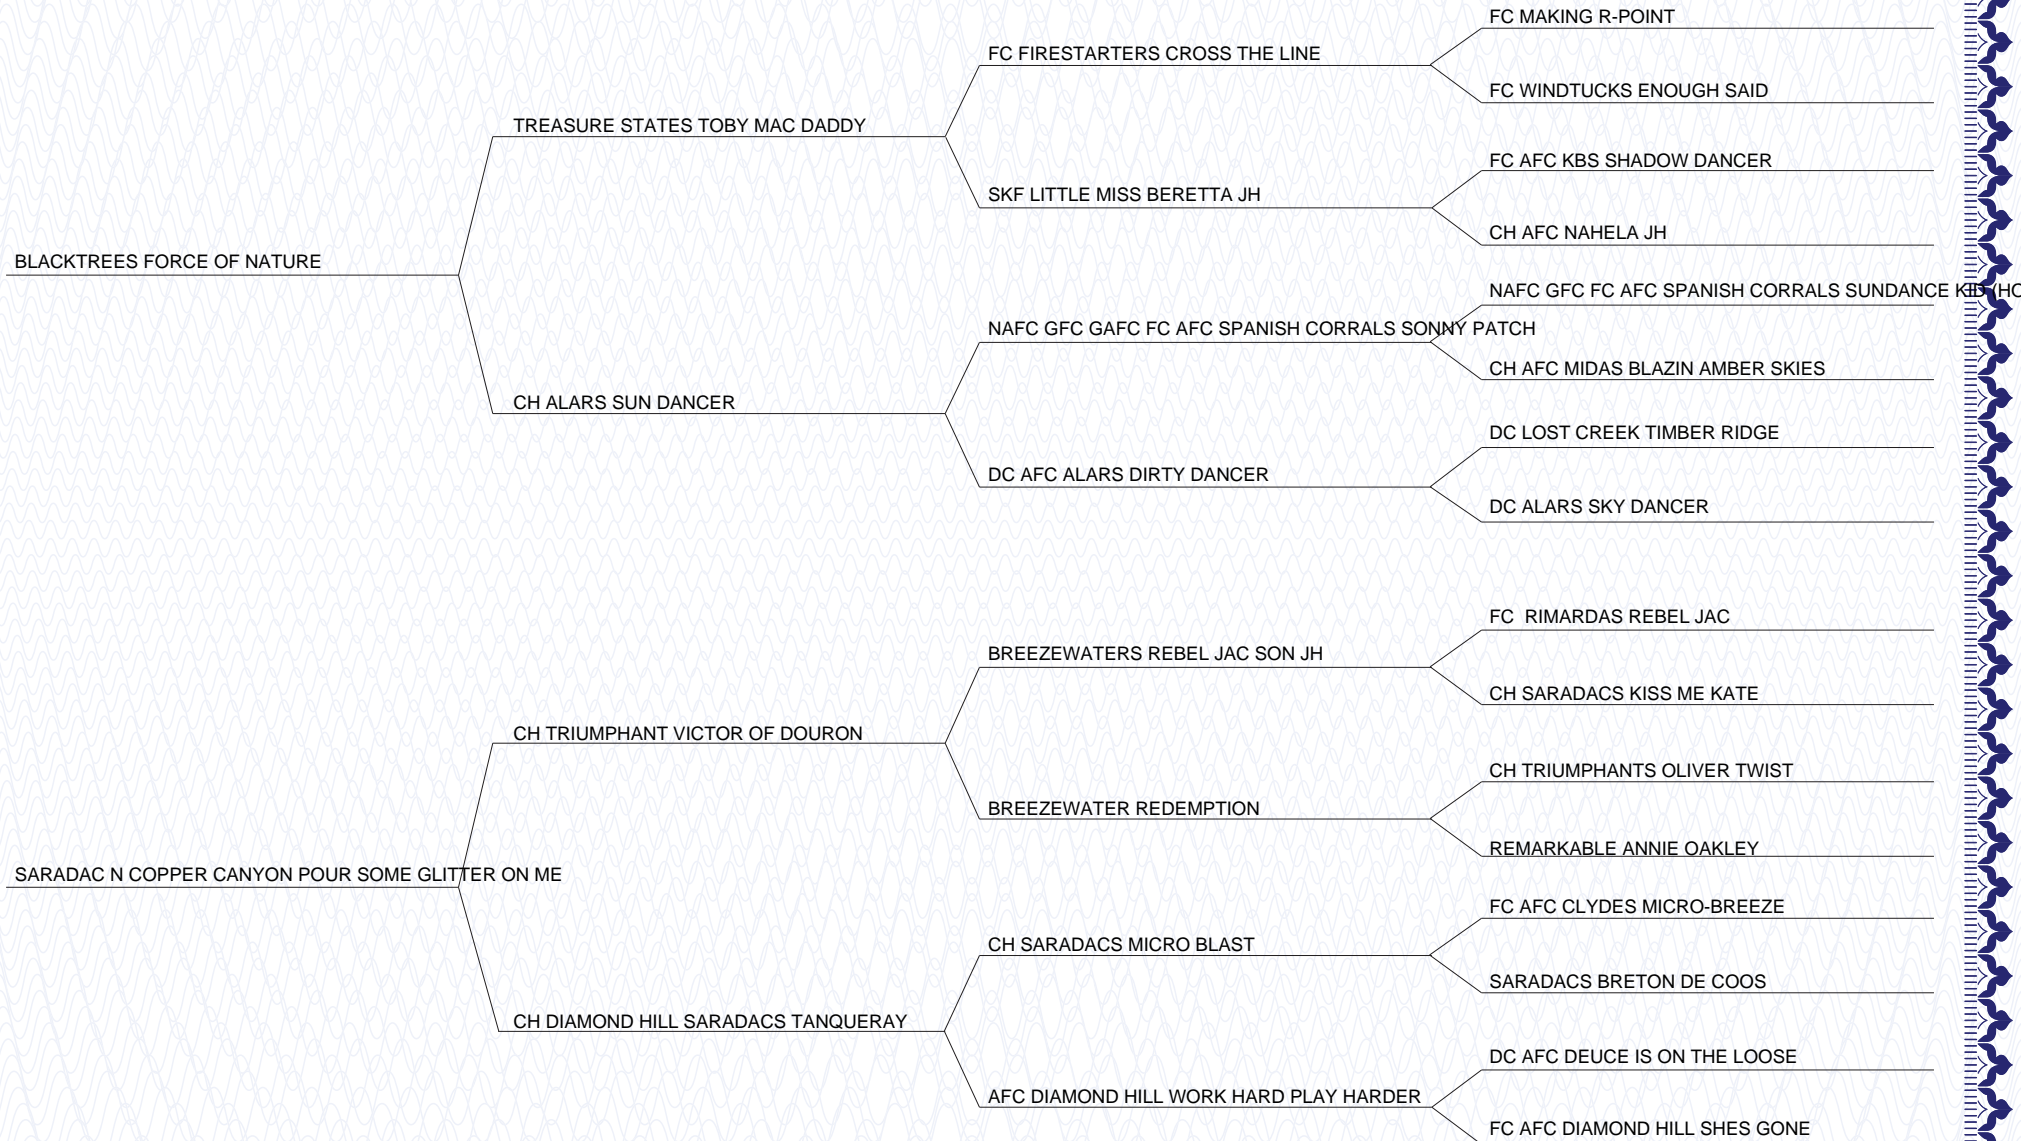 FC MAKING R-POINT
FC FIRESTARTERS CROSS THE LINE
FC WINDTUCKS ENOUGH SAID
TREASURE STATES TOBY MAC DADDY
FC AFC KBS SHADOW DANCER
SKF LITTLE MISS BERETTA JH
CH AFC NAHELA JH
BLACKTREES FORCE OF NATURE
NAFC GFC FC AFC SPANISH CORRALS SUNDANCE KID (HO
NAFC GFC GAFC FC AFC SPANISH CORRALS SONNY PATCH
CH AFC MIDAS BLAZIN AMBER SKIES
CH ALARS SUN DANCER
DC LOST CREEK TIMBER RIDGE
DC AFC ALARS DIRTY DANCER
DC ALARS SKY DANCER
FC  RIMARDAS REBEL JAC
BREEZEWATERS REBEL JAC SON JH
CH SARADACS KISS ME KATE
CH TRIUMPHANT VICTOR OF DOURON
CH TRIUMPHANTS OLIVER TWIST
BREEZEWATER REDEMPTION
REMARKABLE ANNIE OAKLEY
SARADAC N COPPER CANYON POUR SOME GLITTER ON ME
FC AFC CLYDES MICRO-BREEZE
CH SARADACS MICRO BLAST
SARADACS BRETON DE COOS
CH DIAMOND HILL SARADACS TANQUERAY
DC AFC DEUCE IS ON THE LOOSE
AFC DIAMOND HILL WORK HARD PLAY HARDER
FC AFC DIAMOND HILL SHES GONE